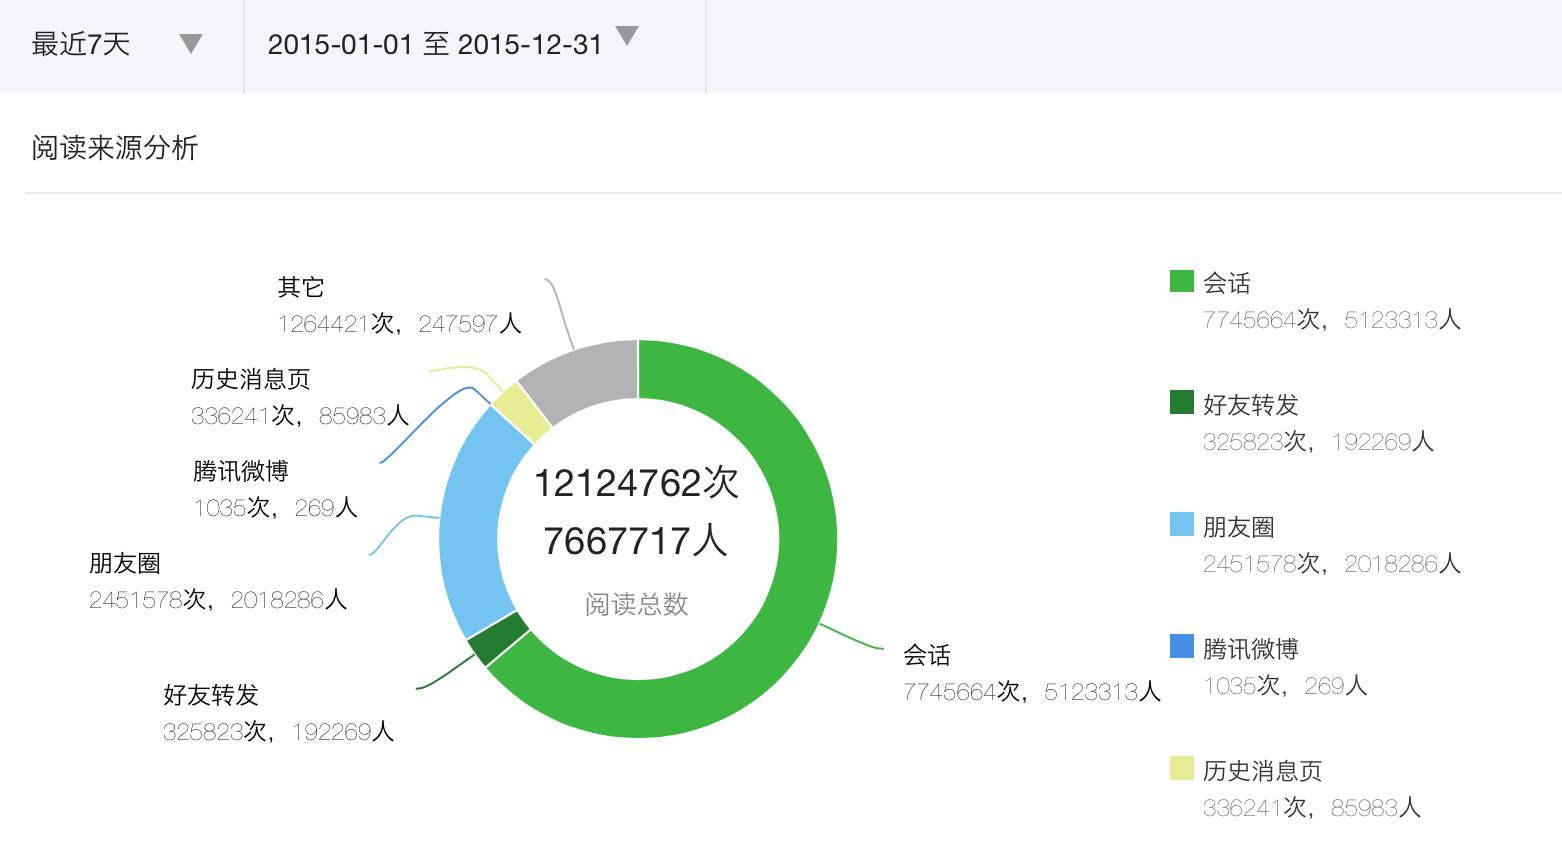 最近7天
2015-01-01 至 2015-12-31
阅读来源分析
其它
1264421次，247597人
历史消息页
336241次，85983人
腾讯微博
1035次，269人
朋友圈
2451578次，2018286人
好友转发
325823次，192269人
12124762次
7667717人
阅读总数
会话
7745664次，5123313人
会话
7745664次，5123313人
好友转发
325823次，192269人
朋友圈
2451578次，2018286人
腾讯微博
1035次，269人
历史消息页
336241次，85983人